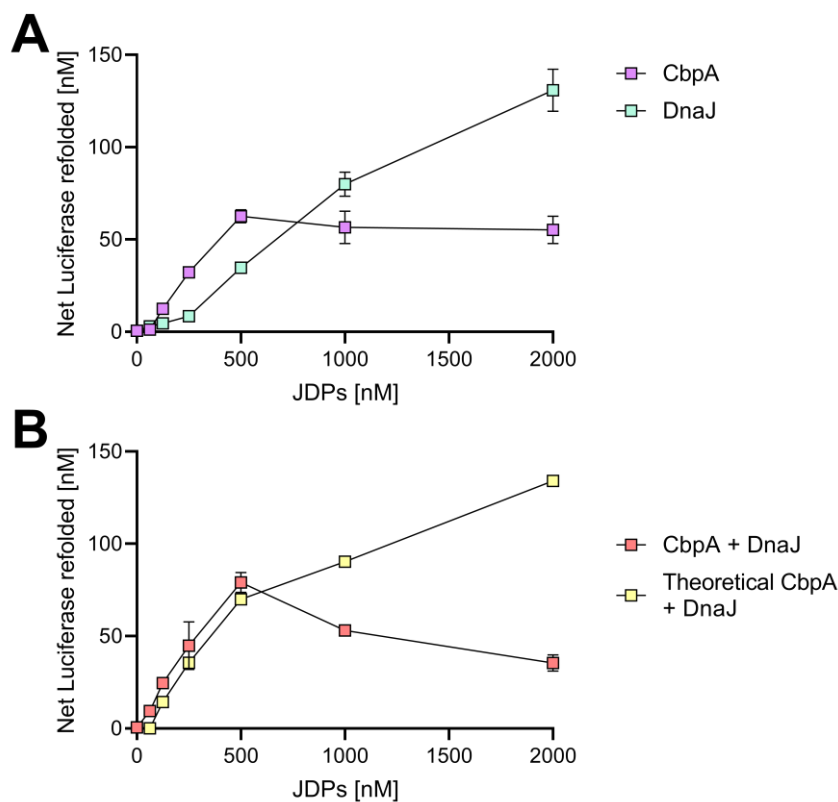 A
150
100
50
0
Net Luciferase refolded [nM]
0
500
1000
1500
2000
JDPs [nM]
CbpA
DnaJ
B
150
100
50
0
Net Luciferase refolded [nM]
0
500
1000
1500
2000
JDPs [nM]
CbpA + DnaJ
Theoretical CbpA
+ DnaJ